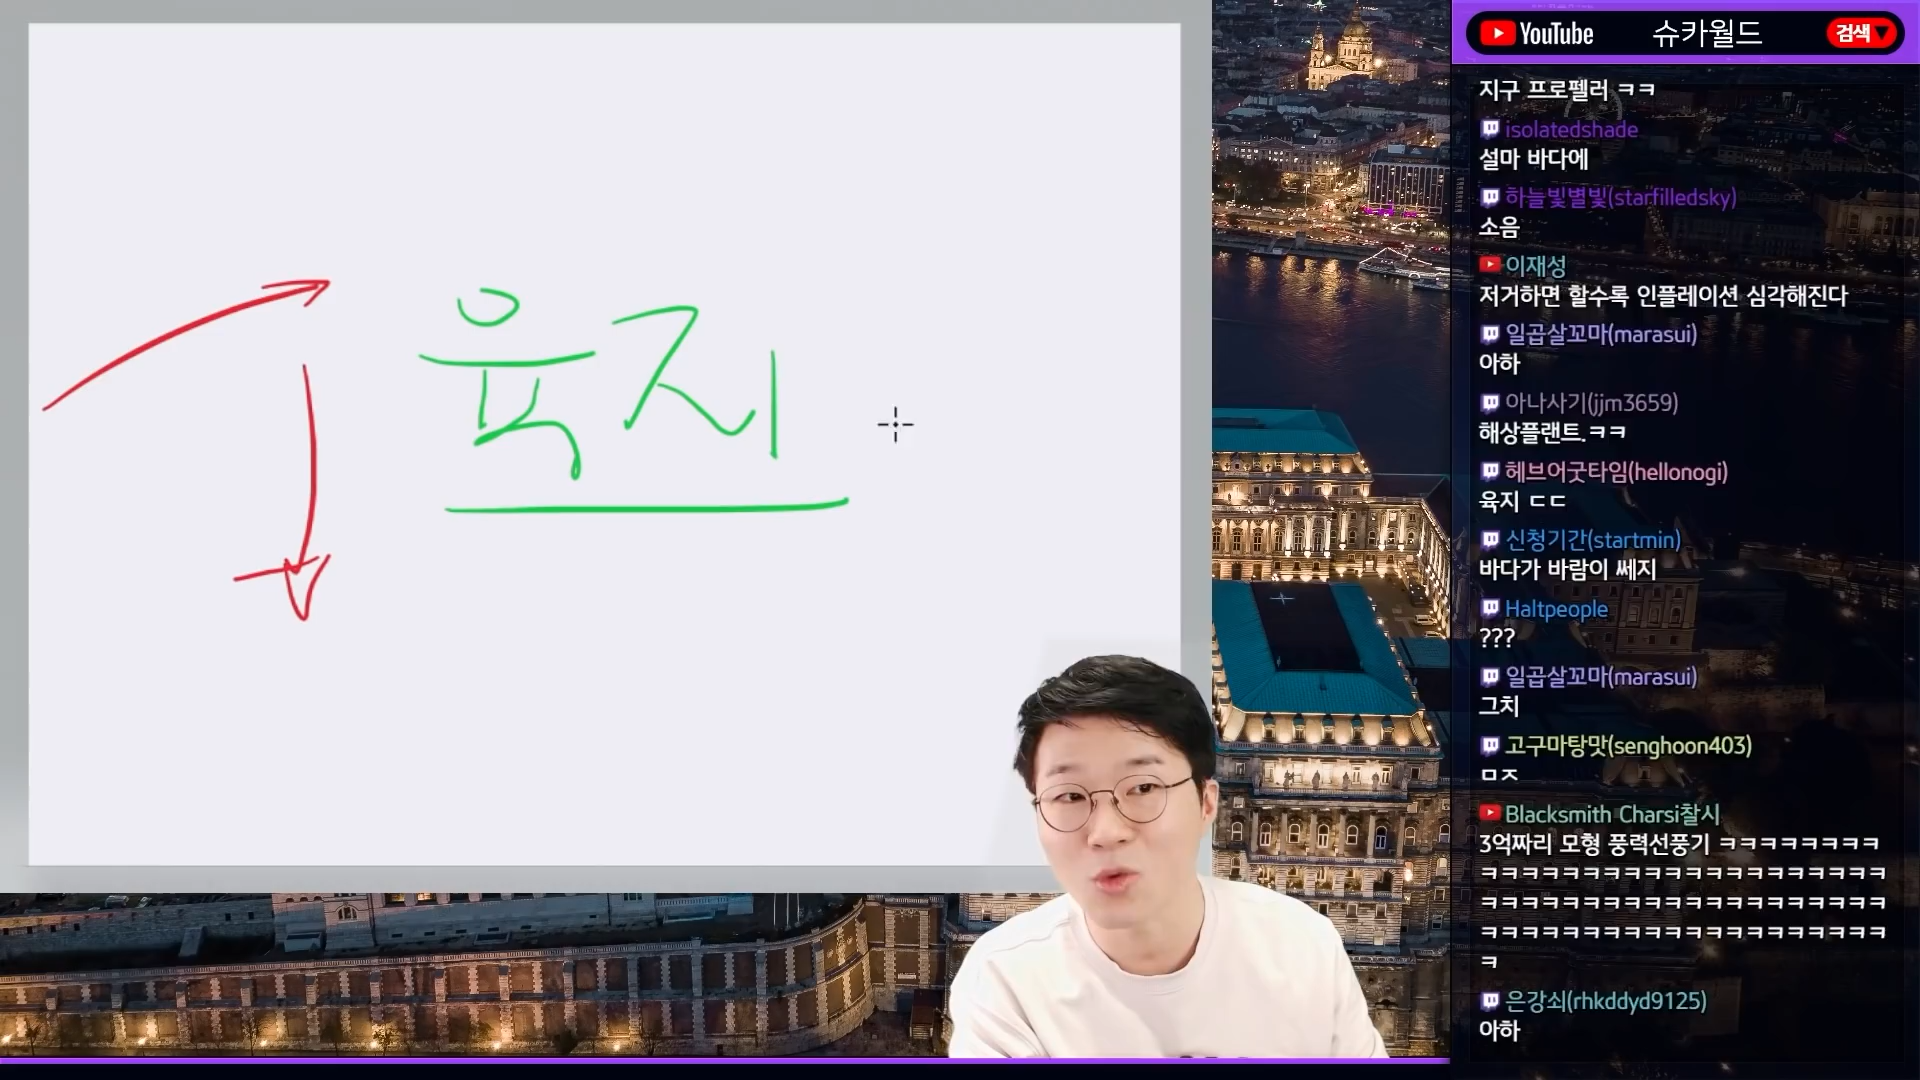 육지
YouTube 슈카월드 검색▼
지구 프로펠러 ㅋㅋ
isolatedshade
설마 바다에
하늘빛별빛(starfilledsky)
소음
이재성
저거하면 할수록 인플레이션 심각해진다
일곱살꼬마(marasui)
아하
아나사기(jjm3659)
해상플랜트.ㅋㅋ
헤브어굿타임(hellonogi)
육지 ㄷㄷ
신청기간(startmin)
바다가 바람이 쎄지
Haltpeople
???
일곱살꼬마(marasui)
그치
고구마탕맛(senghoon403)
ㅁㅈ
Blacksmith Charsi찰시
3억짜리 모형 풍력선풍기 ㅋㅋㅋㅋㅋㅋㅋㅋ
ㅋㅋㅋㅋㅋㅋㅋㅋㅋㅋㅋㅋㅋㅋㅋㅋㅋㅋㅋㅋ
ㅋㅋㅋㅋㅋㅋㅋㅋㅋㅋㅋㅋㅋㅋㅋㅋㅋㅋㅋㅋ
ㅋㅋㅋㅋㅋㅋㅋㅋㅋㅋㅋㅋㅋㅋㅋㅋㅋㅋㅋㅋ
ㅋ
은강쇠(rhkddyd9125)
아하